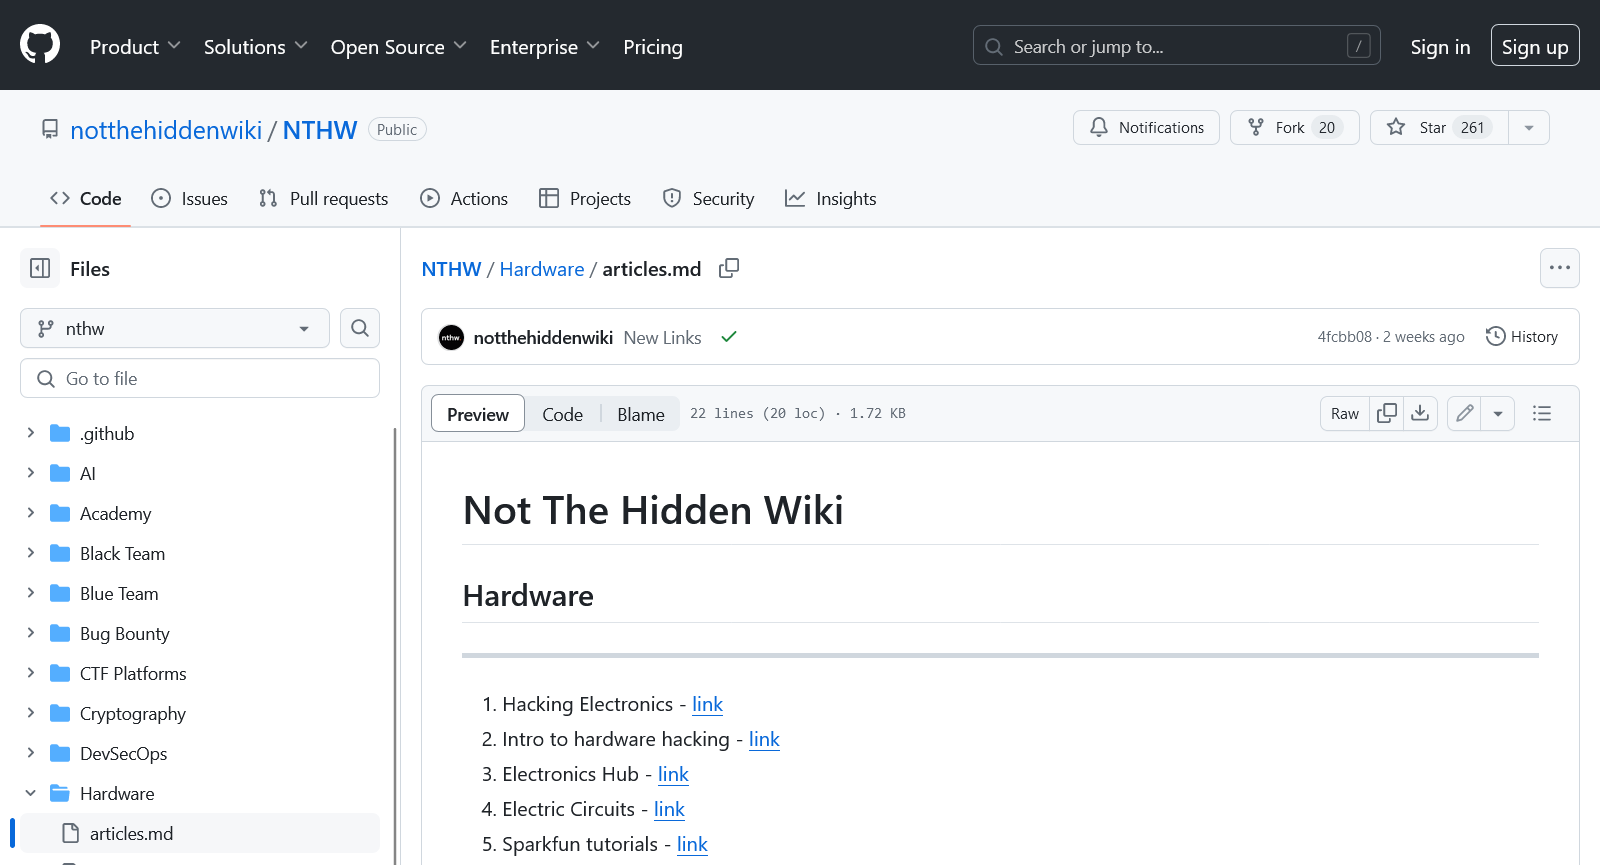 Product Solutions Open Source Enterprise Pricing Search or jump to... / Sign in Sign up
notthehiddenwiki / NTHW Public Notifications Fork 20 Star 261
Code Issues Pull requests Actions Projects Security Insights
Files
nthw
Go to file
.github
AI
Academy
Black Team
Blue Team
Bug Bounty
CTF Platforms
Cryptography
DevSecOps
Hardware
articles.md
NTHW / Hardware / articles.md
nthw notthehiddenwiki New Links 4fcbb08 · 2 weeks ago History
Preview Code Blame 22 lines (20 loc) · 1.72 KB Raw
Not The Hidden Wiki
Hardware
1. Hacking Electronics - link
2. Intro to hardware hacking - link
3. Electronics Hub - link
4. Electric Circuits - link
5. Sparkfun tutorials - link